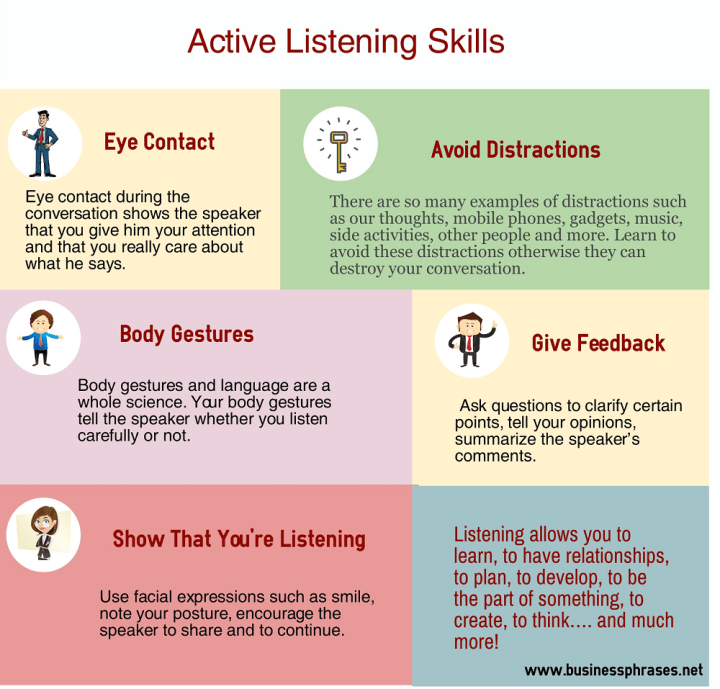 Active Listening Skills
Eye Contact
Eye contact during the
conversation shows the speaker
that you give him your attention
and that you really care about
what he says.
Avoid Distractions
There are so many examples of distractions such
as our thoughts, mobile phones, gadgets, music,
side activities, other people and more. Learn to
avoid these distractions otherwise they can
destroy your conversation.
Body Gestures
Body gestures and language are a
whole science. Your body gestures
tell the speaker whether you listen
carefully or not.
Give Feedback
Ask questions to clarify certain
points, tell your opinions,
summarize the speaker's
comments.
Show That You're Listening
Use facial expressions such as smile,
note your posture, encourage the
speaker to share and to continue.
Listening allows you to
learn, to have relationships,
to plan, to develop, to be
the part of something, to
create, to think.... and much
more!
www.businessphrases.net